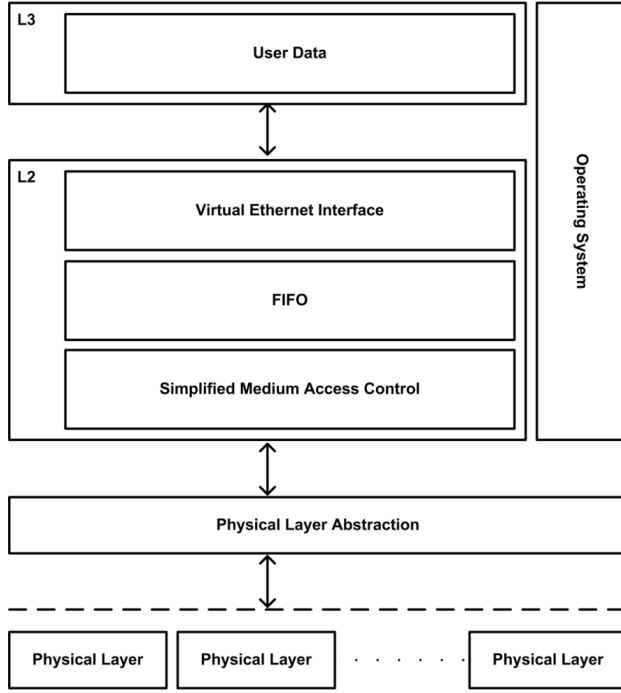 L3
User Data
L2
Virtual Ethernet Interface
FIFO
Simplified Medium Access Control
Operating System
Physical Layer Abstraction
Physical Layer
Physical Layer
. . . . . .
Physical Layer